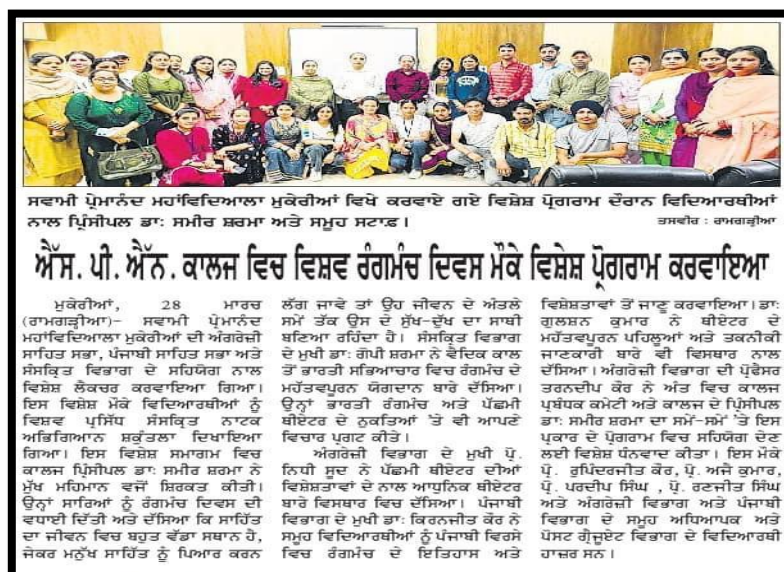 ਸਵਾਮੀ ਪ੍ਰੇਮਾਨੰਦ ਮਹਾਂਵਿਦਿਆਲਾ ਮੁਕੇਰੀਆਂ ਵਿਖੇ ਕਰਵਾਏ ਗਏ ਵਿਸ਼ੇਸ਼ ਪ੍ਰੋਗਰਾਮ ਦੌਰਾਨ ਵਿਦਿਆਰਥੀਆਂ
ਨਾਲ ਪ੍ਰਿੰਸੀਪਲ ਡਾ: ਸਮੀਰ ਸ਼ਰਮਾ ਅਤੇ ਸਮੂਹ ਸਟਾਫ਼। ਤਸਵੀਰ : ਰਾਮਗੜ੍ਹੀਆ
ਐੱਸ. ਪੀ. ਐੱਨ. ਕਾਲਜ ਵਿਚ ਵਿਸ਼ਵ ਰੰਗਮੰਚ ਦਿਵਸ ਮੌਕੇ ਵਿਸ਼ੇਸ਼ ਪ੍ਰੋਗਰਾਮ ਕਰਵਾਇਆ
ਮੁਕੇਰੀਆਂ, 28 ਮਾਰਚ
(ਰਾਮਗੜ੍ਹੀਆ)- ਸਵਾਮੀ ਪ੍ਰੇਮਾਨੰਦ
ਮਹਾਂਵਿਦਿਆਲਾ ਮੁਕੇਰੀਆਂ ਦੀ ਅੰਗਰੇਜ਼ੀ
ਸਾਹਿਤ ਸਭਾ, ਪੰਜਾਬੀ ਸਾਹਿਤ ਸਭਾ ਅਤੇ
ਸੰਸਕ੍ਰਿਤ ਵਿਭਾਗ ਦੇ ਸਹਿਯੋਗ ਨਾਲ
ਵਿਸ਼ੇਸ਼ ਲੈਕਚਰ ਕਰਵਾਇਆ ਗਿਆ।
ਇਸ ਵਿਸ਼ੇਸ਼ ਮੌਕੇ ਵਿਦਿਆਰਥੀਆਂ ਨੂੰ
ਵਿਸ਼ਵ ਪ੍ਰਸਿੱਧ ਸੰਸਕ੍ਰਿਤ ਨਾਟਕ
ਅਭਿਗਿਆਨ ਸ਼ਕੁੰਤਲਾ ਦਿਖਾਇਆ
ਗਿਆ। ਇਸ ਵਿਸ਼ੇਸ਼ ਸਮਾਗਮ ਵਿਚ
ਕਾਲਜ ਪ੍ਰਿੰਸੀਪਲ ਡਾ: ਸਮੀਰ ਸ਼ਰਮਾ ਨੇ
ਮੁੱਖ ਮਹਿਮਾਨ ਵਜੋਂ ਸ਼ਿਰਕਤ ਕੀਤੀ।
ਉਨ੍ਹਾਂ ਸਾਰਿਆਂ ਨੂੰ ਰੰਗਮੰਚ ਦਿਵਸ ਦੀ
ਵਧਾਈ ਦਿੱਤੀ ਅਤੇ ਦੱਸਿਆ ਕਿ ਸਾਹਿੱਤ
ਦਾ ਜੀਵਨ ਵਿਚ ਬਹੁਤ ਵੱਡਾ ਸਥਾਨ ਹੈ,
ਜੇਕਰ ਮਨੁੱਖ ਸਾਹਿੱਤ ਨੂੰ ਪਿਆਰ ਕਰਨ
ਲੱਗ ਜਾਵੇ ਤਾਂ ਉਹ ਜੀਵਨ ਦੇ ਅੰਤਲੇ
ਸਮੇਂ ਤੱਕ ਉਸ ਦੇ ਸੁੱਖ-ਦੁੱਖ ਦਾ ਸਾਥੀ
ਬਣਿਆ ਰਹਿੰਦਾ ਹੈ। ਸੰਸਕ੍ਰਿਤ ਵਿਭਾਗ
ਦੇ ਮੁਖੀ ਡਾ: ਗੋਪੀ ਸ਼ਰਮਾ ਨੇ ਵੈਦਿਕ ਕਾਲ
ਤੋਂ ਭਾਰਤੀ ਸਭਿਆਚਾਰ ਵਿਚ ਰੰਗਮੰਚ ਦੇ
ਮਹੱਤਵਪੂਰਨ ਯੋਗਦਾਨ ਬਾਰੇ ਦੱਸਿਆ।
ਉਨ੍ਹਾਂ ਭਾਰਤੀ ਰੰਗਮੰਚ ਅਤੇ ਪੱਛਮੀ
ਥੀਏਟਰ ਦੇ ਨੁਕਤਿਆਂ 'ਤੇ ਵੀ ਆਪਣੇ
ਵਿਚਾਰ ਪ੍ਰਗਟ ਕੀਤੇ।
ਅੰਗਰੇਜ਼ੀ ਵਿਭਾਗ ਦੇ ਮੁਖੀ ਪ੍ਰੋ.
ਨਿਧੀ ਸੂਦ ਨੇ ਪੱਛਮੀ ਥੀਏਟਰ ਦੀਆਂ
ਵਿਸ਼ੇਸ਼ਤਾਵਾਂ ਦੇ ਨਾਲ ਆਧੁਨਿਕ ਥੀਏਟਰ
ਬਾਰੇ ਵਿਸਥਾਰ ਵਿਚ ਦੱਸਿਆ। ਪੰਜਾਬੀ
ਵਿਭਾਗ ਦੇ ਮੁਖੀ ਡਾ: ਕਿਰਨਜੀਤ ਕੌਰ ਨੇ
ਸਮੂਹ ਵਿਦਿਆਰਥੀਆਂ ਨੂੰ ਪੰਜਾਬੀ ਵਿਰਸੇ
ਵਿਚ ਰੰਗਮੰਚ ਦੇ ਇਤਿਹਾਸ ਅਤੇ
ਵਿਸ਼ੇਸ਼ਤਾਵਾਂ ਤੋਂ ਜਾਣੂ ਕਰਵਾਇਆ। ਡਾ:
ਗੁਲਸ਼ਨ ਕੁਮਾਰ ਨੇ ਥੀਏਟਰ ਦੇ
ਮਹੱਤਵਪੂਰਨ ਪਹਿਲੂਆਂ ਅਤੇ ਤਕਨੀਕੀ
ਜਾਣਕਾਰੀ ਬਾਰੇ ਵੀ ਵਿਸਥਾਰ ਨਾਲ
ਦੱਸਿਆ। ਅੰਗਰੇਜ਼ੀ ਵਿਭਾਗ ਦੀ ਪ੍ਰੋਫੈਸਰ
ਤਰਨਦੀਪ ਕੌਰ ਨੇ ਅੰਤ ਵਿਚ ਕਾਲਜ
ਪ੍ਰਬੰਧਕ ਕਮੇਟੀ ਅਤੇ ਕਾਲਜ ਦੇ ਪ੍ਰਿੰਸੀਪਲ
ਡਾ: ਸਮੀਰ ਸ਼ਰਮਾ ਦਾ ਸਮੇਂ-ਸਮੇਂ 'ਤੇ ਇਸ
ਪ੍ਰਕਾਰ ਦੇ ਪ੍ਰੋਗਰਾਮ ਵਿਚ ਸਹਿਯੋਗ ਦੇਣ
ਲਈ ਵਿਸ਼ੇਸ਼ ਧੰਨਵਾਦ ਕੀਤਾ। ਇਸ ਮੌਕੇ
ਪ੍ਰੋ. ਰੁਪਿੰਦਰਜੀਤ ਕੌਰ, ਪ੍ਰੋ. ਅਜੈ ਕੁਮਾਰ,
ਪ੍ਰੋ. ਪਰਦੀਪ ਸਿੰਘ , ਪ੍ਰੋ. ਰਣਜੀਤ ਸਿੰਘ
ਅਤੇ ਅੰਗਰੇਜ਼ੀ ਵਿਭਾਗ ਅਤੇ ਪੰਜਾਬੀ
ਵਿਭਾਗ ਦੇ ਸਮੂਹ ਅਧਿਆਪਕ ਅਤੇ
ਪੋਸਟ ਗ੍ਰੈਜੂਏਟ ਵਿਭਾਗ ਦੇ ਵਿਦਿਆਰਥੀ
ਹਾਜ਼ਰ ਸਨ।